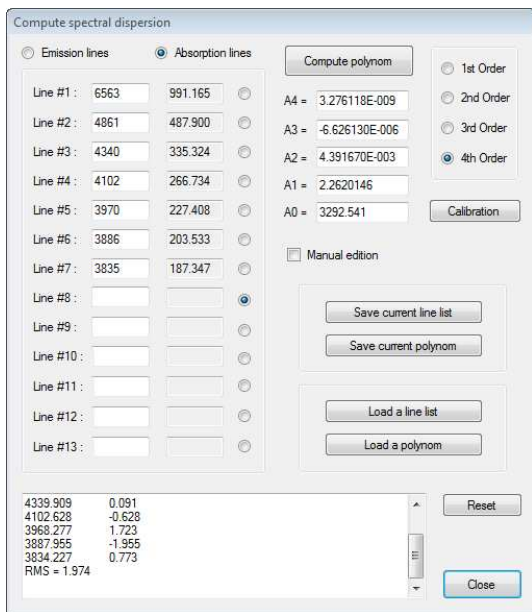 Compute spectral dispersion
Emission lines
Absorption lines
Line #1 : 6563 991.165
Line #2 : 4861 487.900
Line #3 : 4340 335.324
Line #4 : 4102 266.734
Line #5 : 3970 227.408
Line #6 : 3886 203.533
Line #7 : 3835 187.347
Line #8 :
Line #9 :
Line #10 :
Line #11 :
Line #12 :
Line #13 :
Compute polynom
A4 = 3.276118E-009
A3 = -6.626130E-006
A2 = 4.391670E-003
A1 = 2.2620146
A0 = 3292.541
1st Order
2nd Order
3rd Order
4th Order
Calibration
Manual edition
Save current line list
Save current polynom
Load a line list
Load a polynom
4339.909 0.091
4102.628 -0.628
3968.277 1.723
3887.955 -1.955
3834.227 0.773
RMS = 1.974
Reset
Close